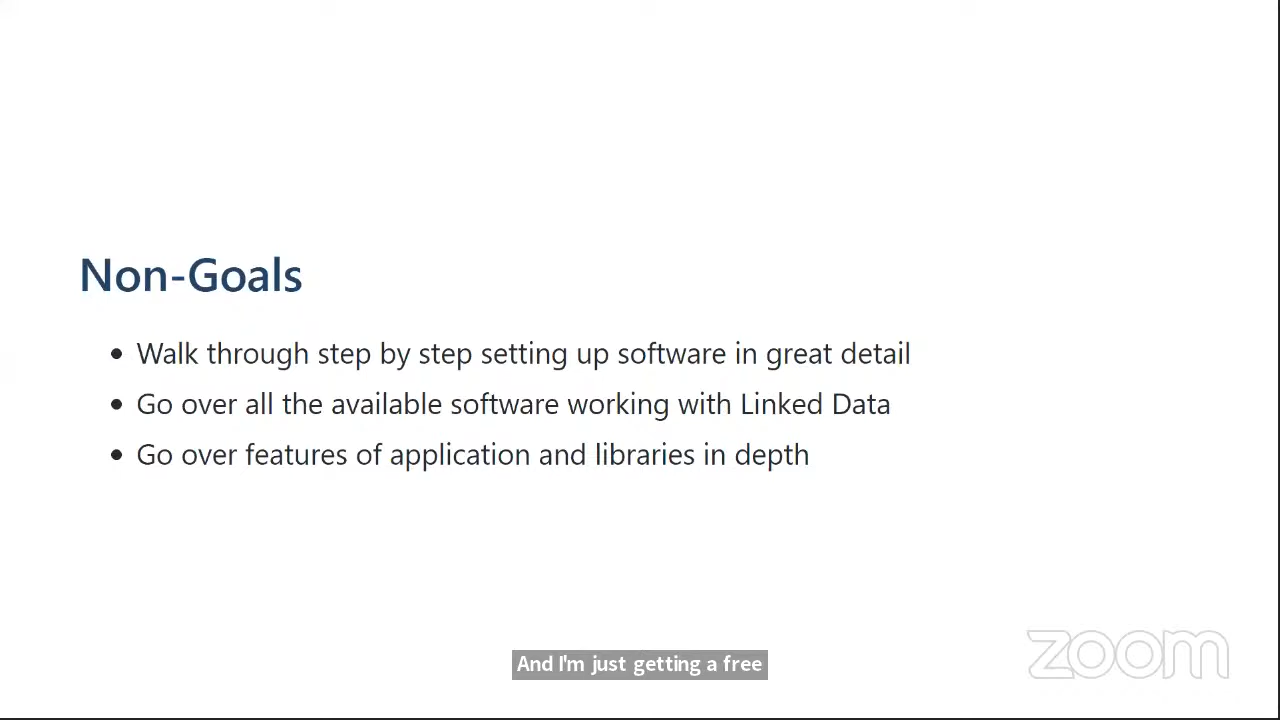 Non-Goals
Walk through step by step setting up software in great detail
Go over all the available software working with Linked Data
Go over features of application and libraries in depth
And I'm just getting a free
zoom